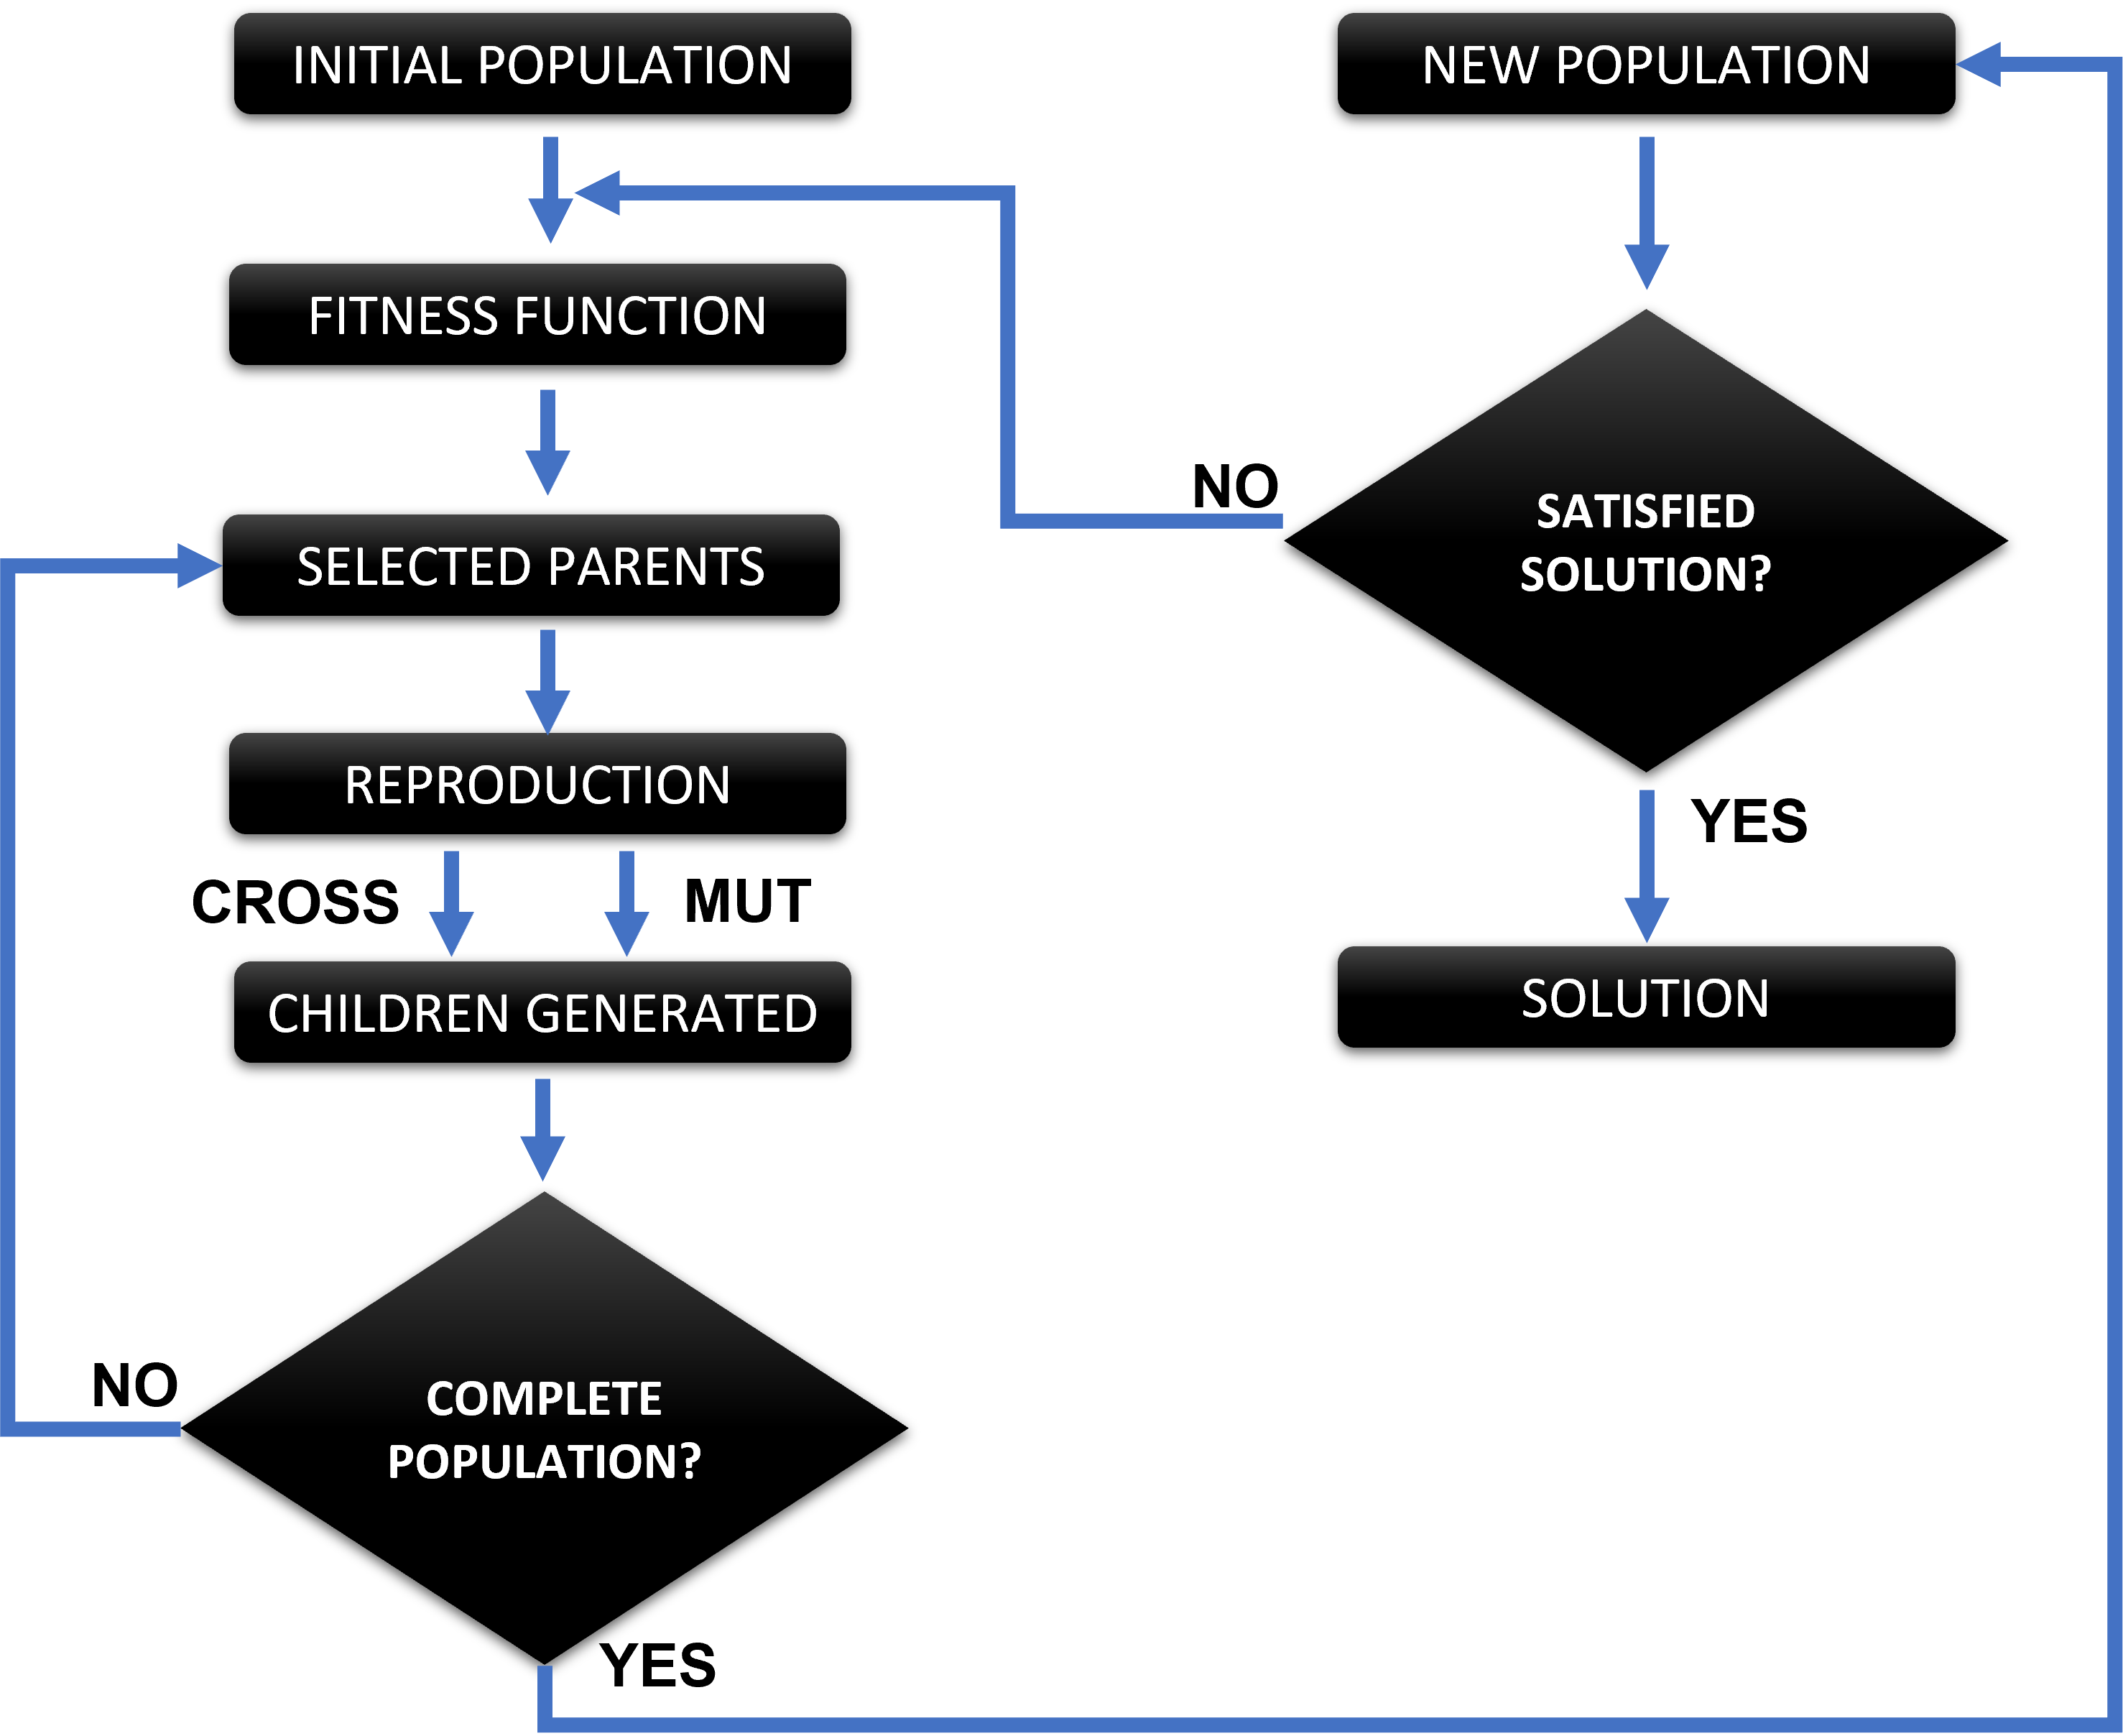 INITIAL POPULATION
FITNESS FUNCTION
SELECTED PARENTS
REPRODUCTION
CROSS
MUT
CHILDREN GENERATED
NO
COMPLETE
POPULATION?
YES
NEW POPULATION
NO
SATISFIED
SOLUTION?
YES
SOLUTION